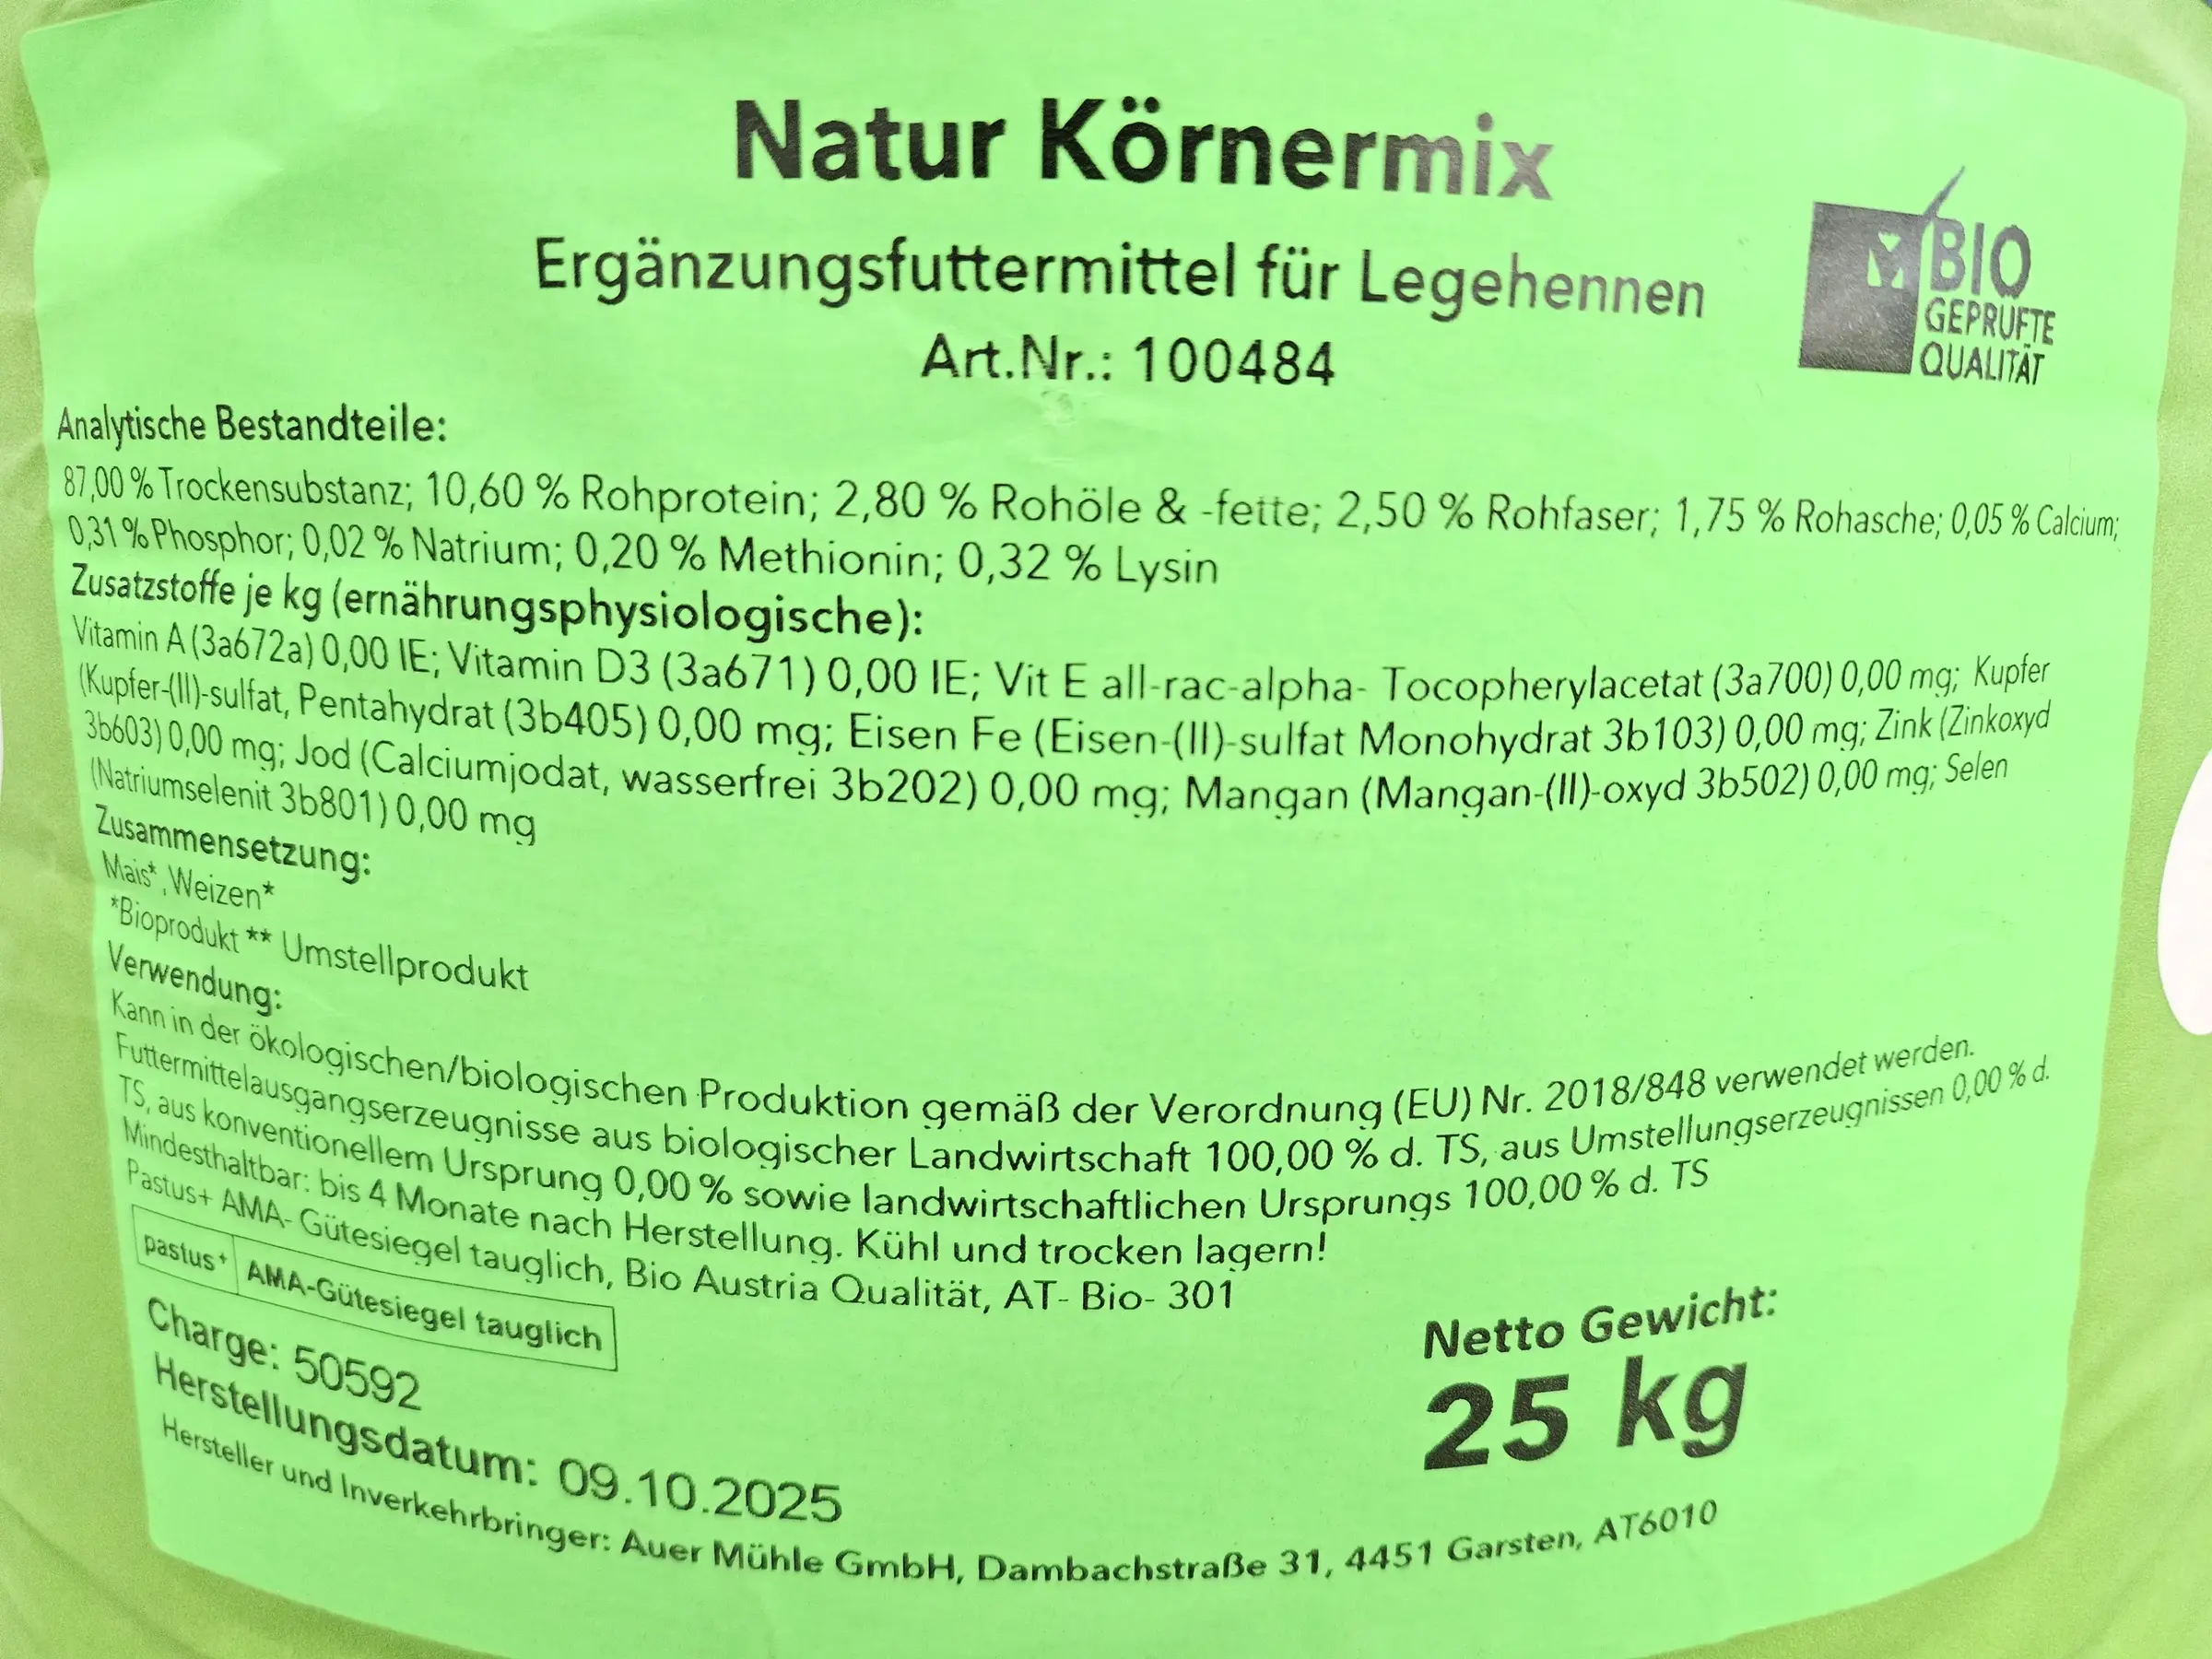 Natur Körnermix
Ergänzungsfuttermittel für Legehennen
Art.Nr.: 100484
BIO
GEPRÜFTE
QUALITÄT
Analytische Bestandteile:
87,00 % Trockensubstanz; 10,60 % Rohprotein; 2,80 % Rohöle & -fette; 2,50 % Rohfaser; 1,75 % Rohasche; 0,05 % Calcium;
0,31 % Phosphor; 0,02 % Natrium; 0,20 % Methionin; 0,32 % Lysin
Zusatzstoffe je kg (ernährungsphysiologische):
Vitamin A (3a672a) 0,00 IE; Vitamin D3 (3a671) 0,00 IE; Vit E all-rac-alpha- Tocopherylacetat (3a700) 0,00 mg; Kupfer
(Kupfer-(II)-sulfat, Pentahydrat (3b405) 0,00 mg; Eisen Fe (Eisen-(II)-sulfat Monohydrat 3b103) 0,00 mg; Zink (Zinkoxyd
3b603) 0,00 mg; Jod (Calciumjodat, wasserfrei 3b202) 0,00 mg; Mangan (Mangan-(II)-oxyd 3b502) 0,00 mg; Selen
(Natriumselenit 3b801) 0,00 mg
Zusammensetzung:
Mais*, Weizen*
*Bioprodukt ** Umstellprodukt
Verwendung:
Kann in der ökologischen/biologischen Produktion gemäß der Verordnung (EU) Nr. 2018/848 verwendet werden.
Futtermittelausgangserzeugnisse aus biologischer Landwirtschaft 100,00 % d. TS, aus Umstellungserzeugnissen 0,00 % d.
TS, aus konventionellem Ursprung 0,00 % sowie landwirtschaftlichen Ursprungs 100,00 % d. TS
Mindesthaltbar: bis 4 Monate nach Herstellung. Kühl und trocken lagern!
Pastus+ AMA- Gütesiegel tauglich, Bio Austria Qualität, AT- Bio- 301
pastus+ AMA-Gütesiegel tauglich
Charge: 50592
Herstellungsdatum: 09.10.2025
Netto Gewicht:
25 kg
Hersteller und Inverkehrbringer: Auer Mühle GmbH, Dambachstraße 31, 4451 Garsten, AT6010